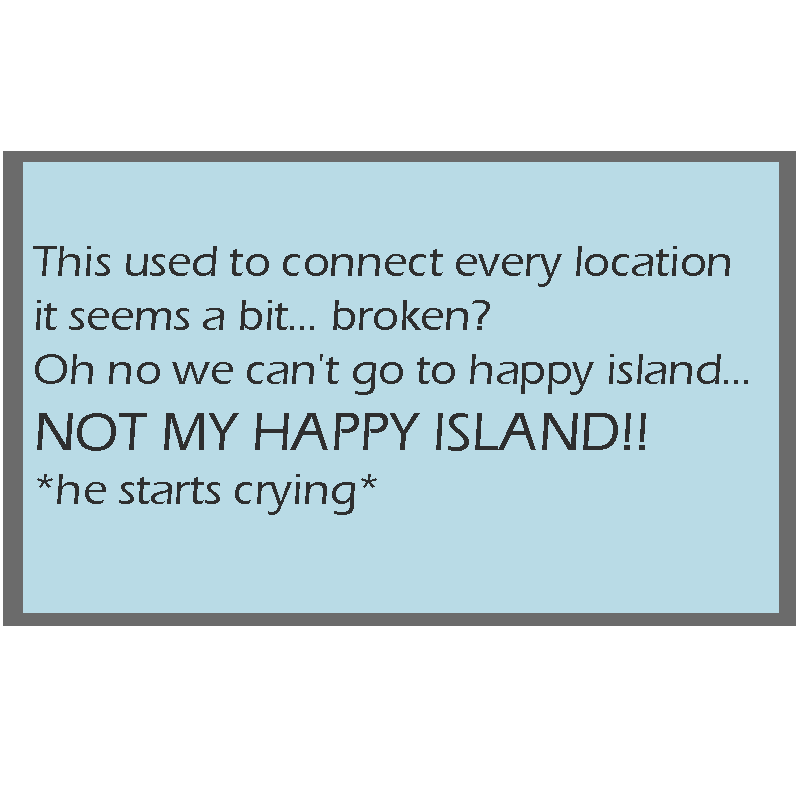 This used to connect every location
it seems a bit... broken?
Oh no we can't go to happy island...
NOT MY HAPPY ISLAND!!
*he starts crying*